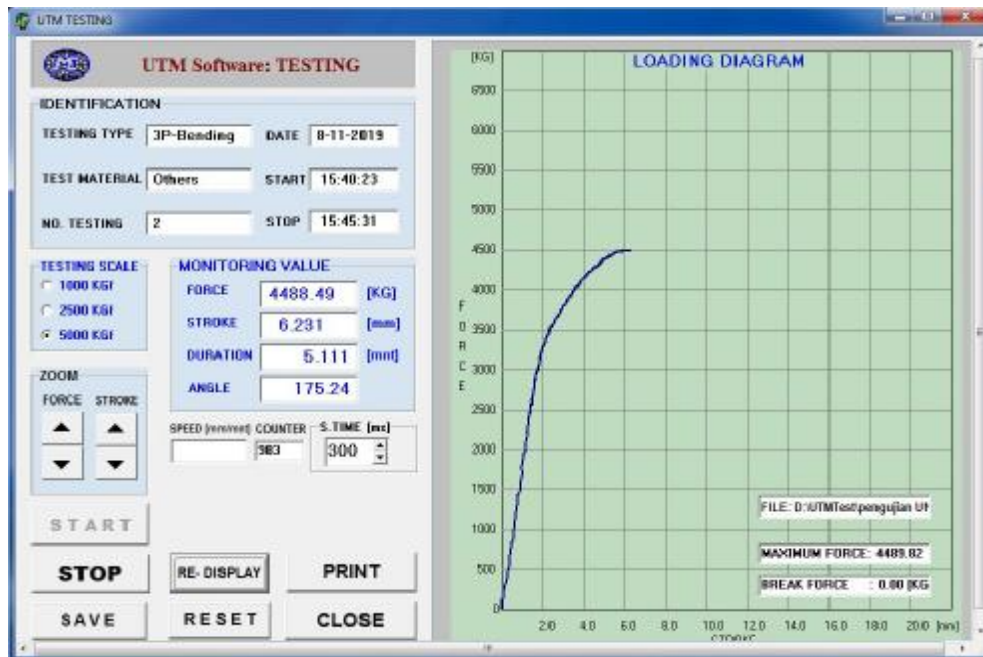 UTM TESTING
UTM Software: TESTING
IDENTIFICATION
TESTING TYPE 3P-Bending DATE 8-11-2019
TEST MATERIAL Others START 15:40:23
NO. TESTING 2 STOP 15:45:31
TESTING SCALE
1000 KGf
2500 KGf
5000 KGf
MONITORING VALUE
FORCE 4488.49 [KG]
STROKE 6.231 [mm]
DURATION 5.111 [mnt]
ANGLE 175.24
ZOOM
FORCE STROKE
SPEED [mm/mnt] COUNTER S.TIME [ms]
983 300
START
STOP RE-DISPLAY PRINT
SAVE RESET CLOSE
LOADING DIAGRAM
[KG]
6500
6000
5500
5000
4500
4000
3500
3000
2500
2000
1500
1000
500
0
FORCE
FILE: D:\UTMTest\pengujian
MAXIMUM FORCE: 4489.82
BREAK FORCE : 0.00 [KG
2.0 4.0 6.0 8.0 10.0 12.0 14.0 16.0 18.0 20.0 [mm]